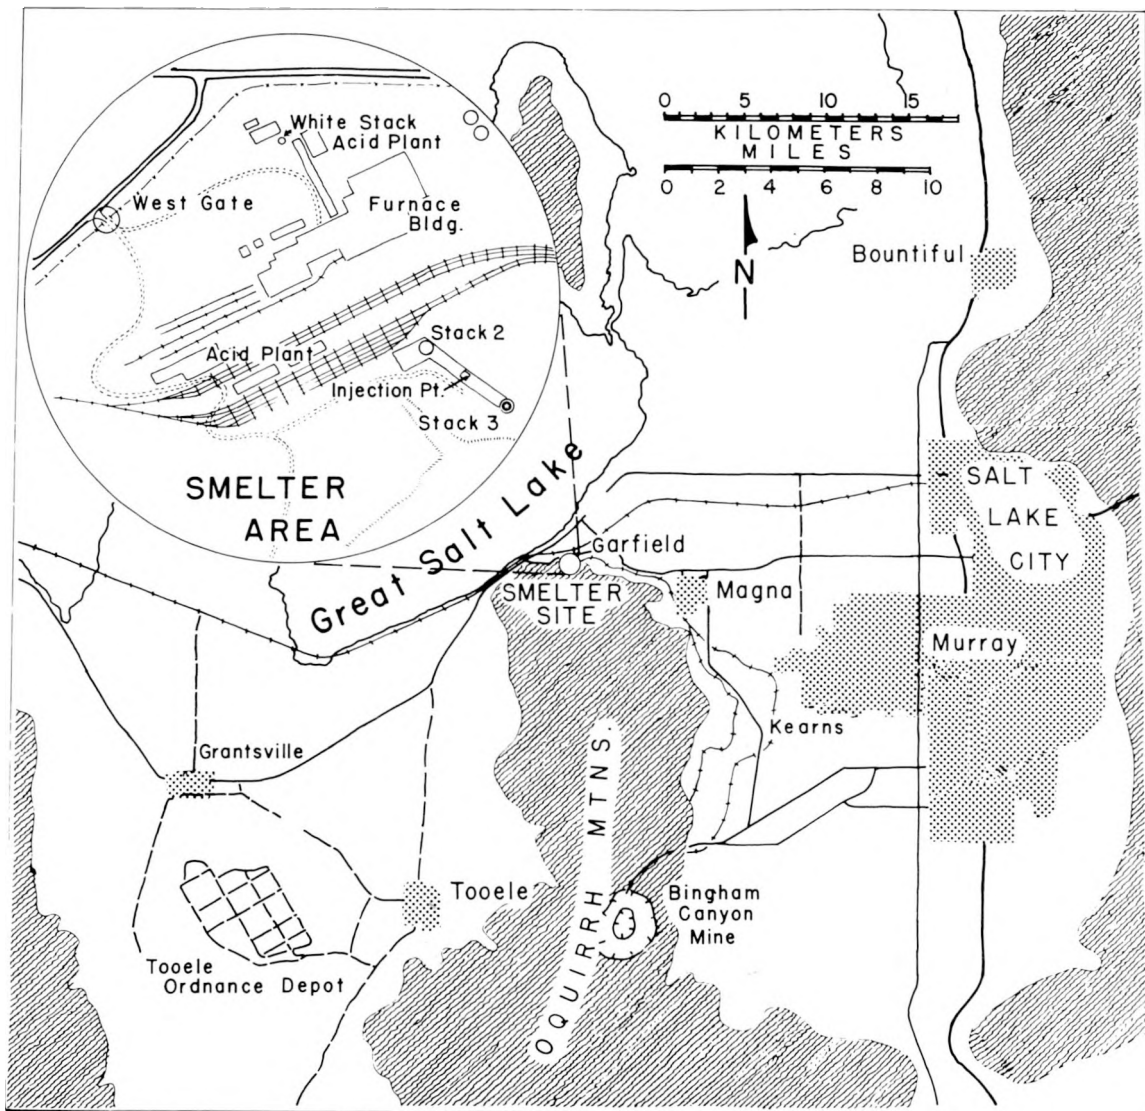 White Stack
Acid Plant
West Gate
Furnace
Bldg.
Stack 2
Acid Plant
Injection Pt.
Stack 3
SMELTER
AREA
0 5 10 15
KILOMETERS
MILES
0 2 4 6 8 10
N
Bountiful
Great Salt Lake
SALT
LAKE
CITY
Garfield
SMELTER
SITE
Magna
Murray
Kearns
Grantsville
OQUIRRH MTNS.
Tooele
Bingham
Canyon
Mine
Tooele
Ordnance Depot